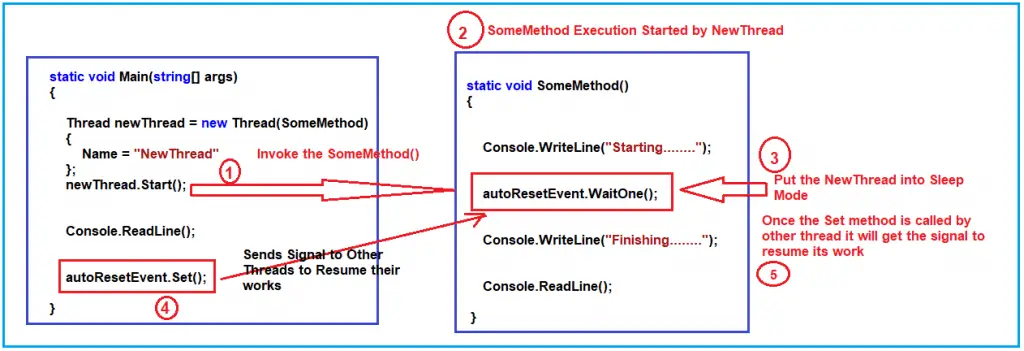 2 SomeMethod Execution Started by NewThread
static void Main(string[] args)
{
Thread newThread = new Thread(SomeMethod)
{
Name = "NewThread"
};
newThread.Start();
1 Invoke the SomeMethod()
Console.ReadLine();
autoResetEvent.Set();
4
}
Sends Signal to Other
Threads to Resume their
works
static void SomeMethod()
{
Console.WriteLine("Starting........");
autoResetEvent.WaitOne();
Console.WriteLine("Finishing........");
Console.ReadLine();
}
3
Put the NewThread into Sleep
Mode
Once the Set method is called by
other thread it will get the signal to
resume its work
5